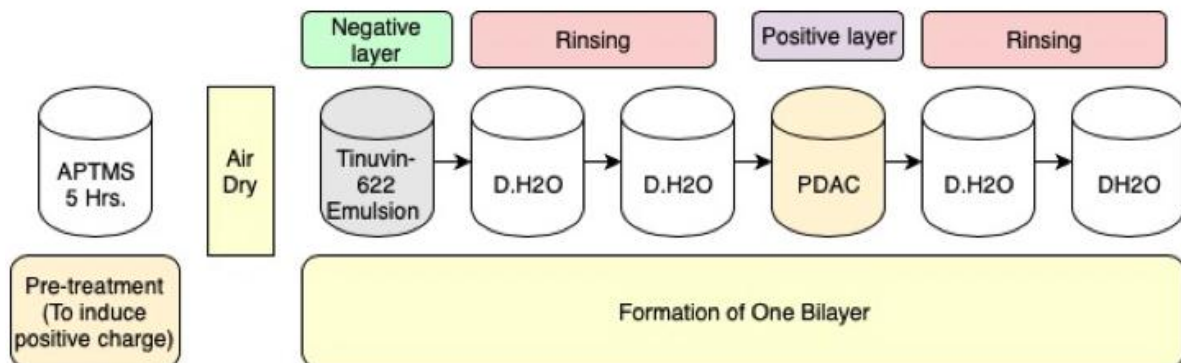 Negative
layer
Rinsing
Positive layer
Rinsing
APTMS
5 Hrs.
Air
Dry
Tinuvin-
622
Emulsion
D.H2O
D.H2O
PDAC
D.H2O
DH2O
Pre-treatment
(To induce
positive charge)
Formation of One Bilayer